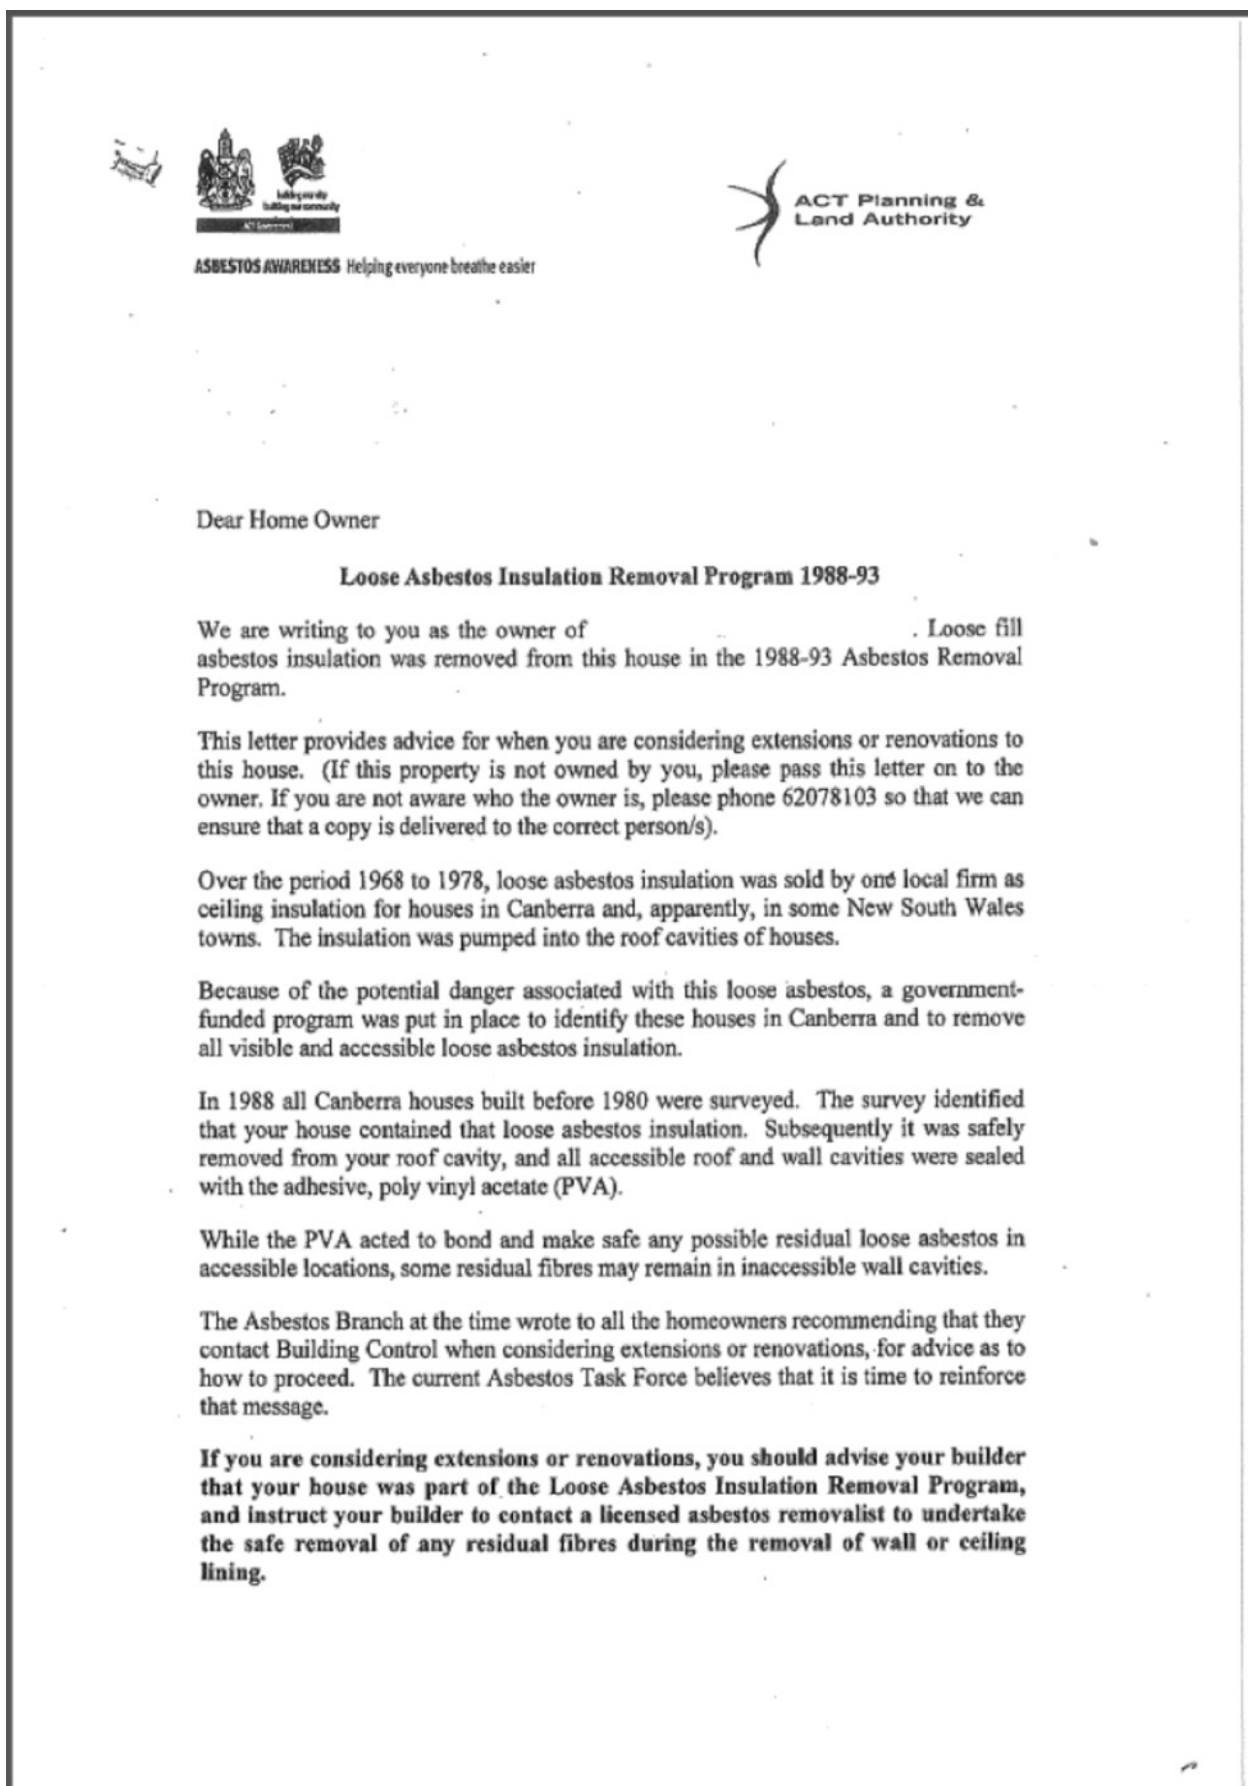 building our city
building our community
ACT Government
ASBESTOS AWARENESS Helping everyone breathe easier
ACT Planning &
Land Authority
Dear Home Owner
Loose Asbestos Insulation Removal Program 1988-93
We are writing to you as the owner of . Loose fill
asbestos insulation was removed from this house in the 1988-93 Asbestos Removal
Program.
This letter provides advice for when you are considering extensions or renovations to
this house. (If this property is not owned by you, please pass this letter on to the
owner. If you are not aware who the owner is, please phone 62078103 so that we can
ensure that a copy is delivered to the correct person/s).
Over the period 1968 to 1978, loose asbestos insulation was sold by one local firm as
ceiling insulation for houses in Canberra and, apparently, in some New South Wales
towns. The insulation was pumped into the roof cavities of houses.
Because of the potential danger associated with this loose asbestos, a government-
funded program was put in place to identify these houses in Canberra and to remove
all visible and accessible loose asbestos insulation.
In 1988 all Canberra houses built before 1980 were surveyed. The survey identified
that your house contained that loose asbestos insulation. Subsequently it was safely
removed from your roof cavity, and all accessible roof and wall cavities were sealed
with the adhesive, poly vinyl acetate (PVA).
While the PVA acted to bond and make safe any possible residual loose asbestos in
accessible locations, some residual fibres may remain in inaccessible wall cavities.
The Asbestos Branch at the time wrote to all the homeowners recommending that they
contact Building Control when considering extensions or renovations, for advice as to
how to proceed. The current Asbestos Task Force believes that it is time to reinforce
that message.
If you are considering extensions or renovations, you should advise your builder
that your house was part of the Loose Asbestos Insulation Removal Program,
and instruct your builder to contact a licensed asbestos removalist to undertake
the safe removal of any residual fibres during the removal of wall or ceiling
lining.